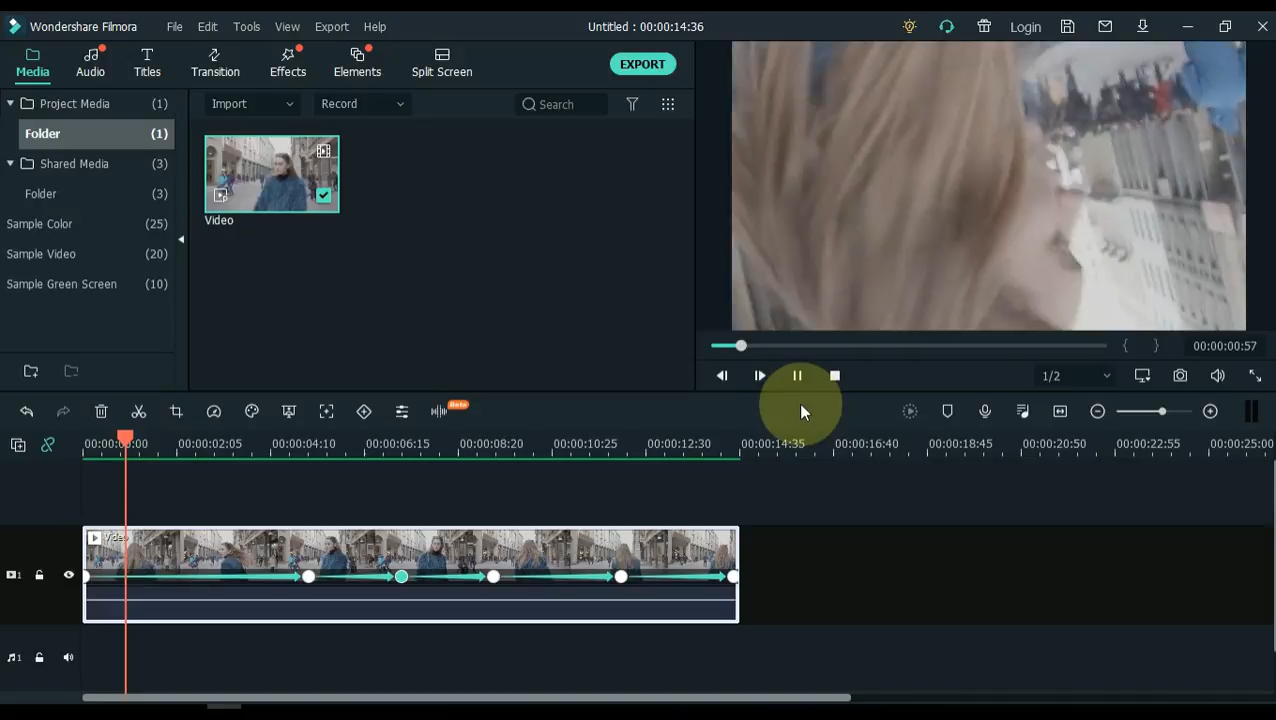 Wondershare Filmora File Edit Tools View Export Help Untitled : 00:00:14:36 Login
Media Audio Titles Transition Effects Elements Split Screen EXPORT
Project Media (1)
Import Record Search
Folder (1)
Shared Media (3)
Folder (3)
Video
Sample Color (25)
Sample Video (20)
Sample Green Screen (10)
{ } 00:00:00:57
1/2
Beta
00:00:00:00 00:00:02:05 00:00:04:10 00:00:06:15 00:00:08:20 00:00:10:25 00:00:12:30 00:00:14:35 00:00:16:40 00:00:18:45 00:00:20:50 00:00:22:55 00:00:25:00
Video
1
1